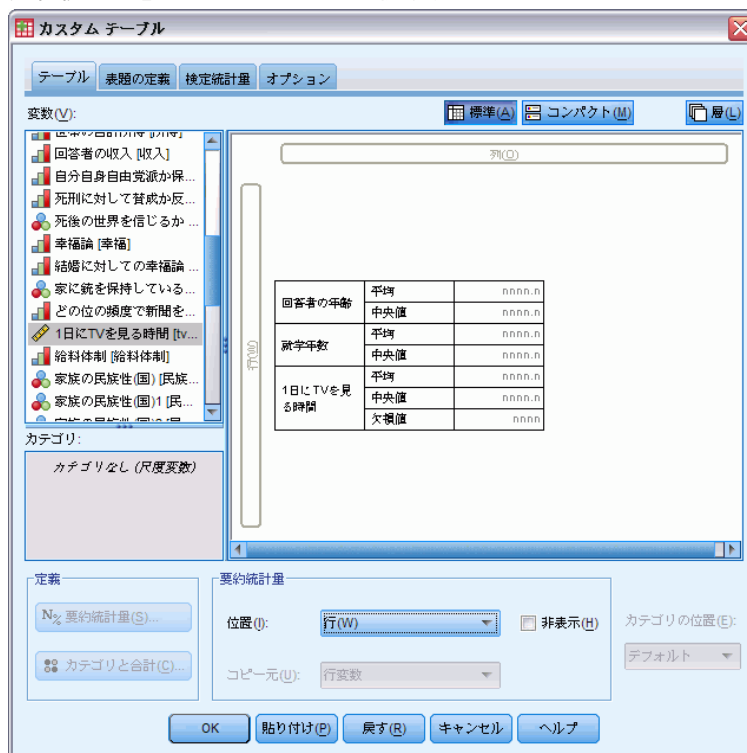 カスタム テーブル
テーブル 表題の定義 検定統計量 オプション
変数(V):
標準(A) コンパクト(M) 層(L)
回答者の収入 [収入]
自分自身自由党派か保...
死刑に対して賛成か反...
死後の世界を信じるか ...
幸福論 [幸福]
結婚に対しての幸福論 ...
家に銃を保持している...
どの位の頻度で新聞を...
1日にTVを見る時間 [tv...
給料体制 [給料体制]
家族の民族性(国) [民族...
家族の民族性(国)1 [民...
列(O)
行(W)
回答者の年齢 平均 nnnn.n
中央値 nnnn.n
就学年数 平均 nnnn.n
中央値 nnnn.n
1日にTVを見る時間 平均 nnnn.n
中央値 nnnn.n
欠損値 nnnn
カテゴリ:
カテゴリなし (尺度変数)
定義
N% 要約統計量(S)...
カテゴリと合計(C)...
要約統計量
位置(I): 行(W) 非表示(H)
コピー元(U): 行変数
カテゴリの位置(E):
デフォルト
OK 貼り付け(P) 戻す(R) キャンセル ヘルプ